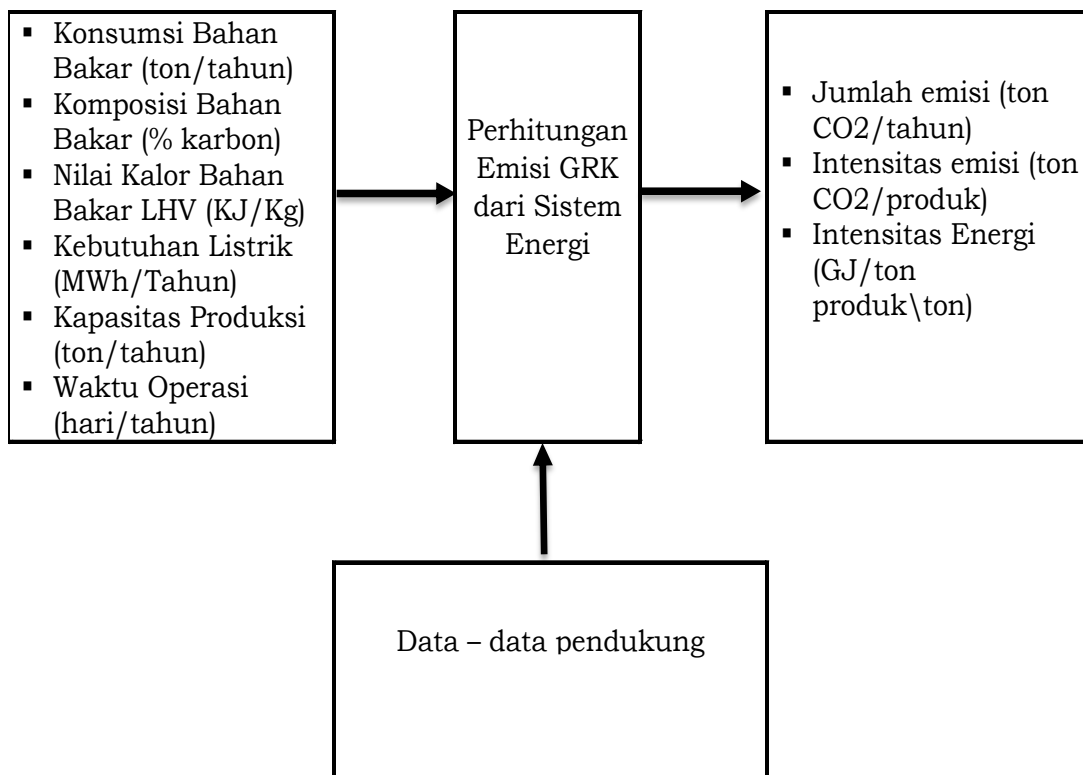 ▪ Konsumsi Bahan
Bakar (ton/tahun)
▪ Komposisi Bahan
Bakar (% karbon)
▪ Nilai Kalor Bahan
Bakar LHV (KJ/Kg)
▪ Kebutuhan Listrik
(MWh/Tahun)
▪ Kapasitas Produksi
(ton/tahun)
▪ Waktu Operasi
(hari/tahun)
Perhitungan
Emisi GRK
dari Sistem
Energi
▪ Jumlah emisi (ton
CO2/tahun)
▪ Intensitas emisi (ton
CO2/produk)
▪ Intensitas Energi
(GJ/ton
produk\ton)
Data – data pendukung